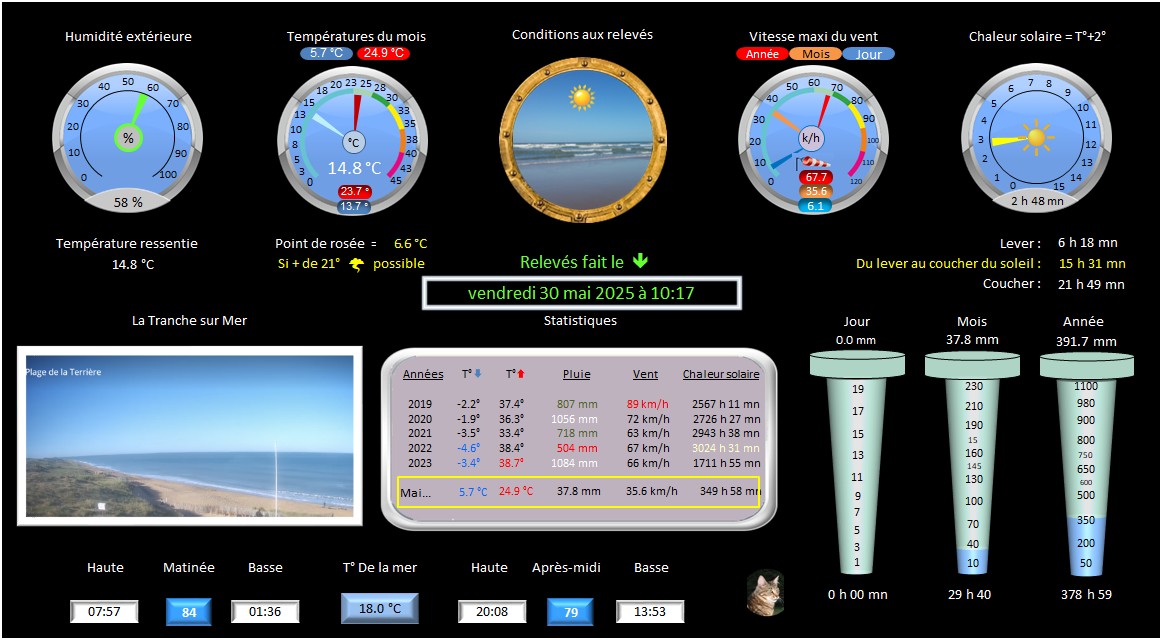 Humidité extérieure
Températures du mois
Conditions aux relevés
Vitesse maxi du vent
Chaleur solaire = T°+2°
5.7 °C 24.9 °C
Année Mois Jour
0 10 20 30 40 50 60 70 80 90 100
%
58 %
0 3 5 8 10 13 15 18 20 23 25 28 30 33 35 38 40 43 45
°C
14.8 °C
23.7 °
13.7 °
0 10 20 30 40 50 60 70 80 90 100 110 120
k/h
67.7
35.6
6.1
0 1 2 3 4 5 6 7 8 9 10 11 12 13 14 15
2 h 48 mn
Température ressentie
14.8 °C
Point de rosée = 6.6 °C
Si + de 21° possible
Relevés fait le
vendredi 30 mai 2025 à 10:17
Lever : 6 h 18 mn
Du lever au coucher du soleil : 15 h 31 mn
Coucher : 21 h 49 mn
La Tranche sur Mer
Plage de la Terrière
Statistiques
Années T° T° Pluie Vent Chaleur solaire
2019 -2.2° 37.4° 807 mm 89 km/h 2567 h 11 mn
2020 -1.9° 36.3° 1056 mm 72 km/h 2726 h 27 mn
2021 -3.5° 33.4° 718 mm 63 km/h 2943 h 38 mn
2022 -4.6° 38.4° 504 mm 67 km/h 3024 h 31 mn
2023 -3.4° 38.7° 1084 mm 66 km/h 1711 h 55 mn
Mai... 5.7 °C 24.9 °C 37.8 mm 35.6 km/h 349 h 58 mn
Jour
0.0 mm
19
17
15
13
11
9
7
5
3
1
0 h 00 mn
Mois
37.8 mm
230
210
190
15
160
145
130
100
70
40
10
29 h 40
Année
391.7 mm
1100
980
900
800
750
650
600
500
350
200
50
378 h 59
Haute Matinée Basse
07:57 84 01:36
T° De la mer
18.0 °C
Haute Après-midi Basse
20:08 79 13:53